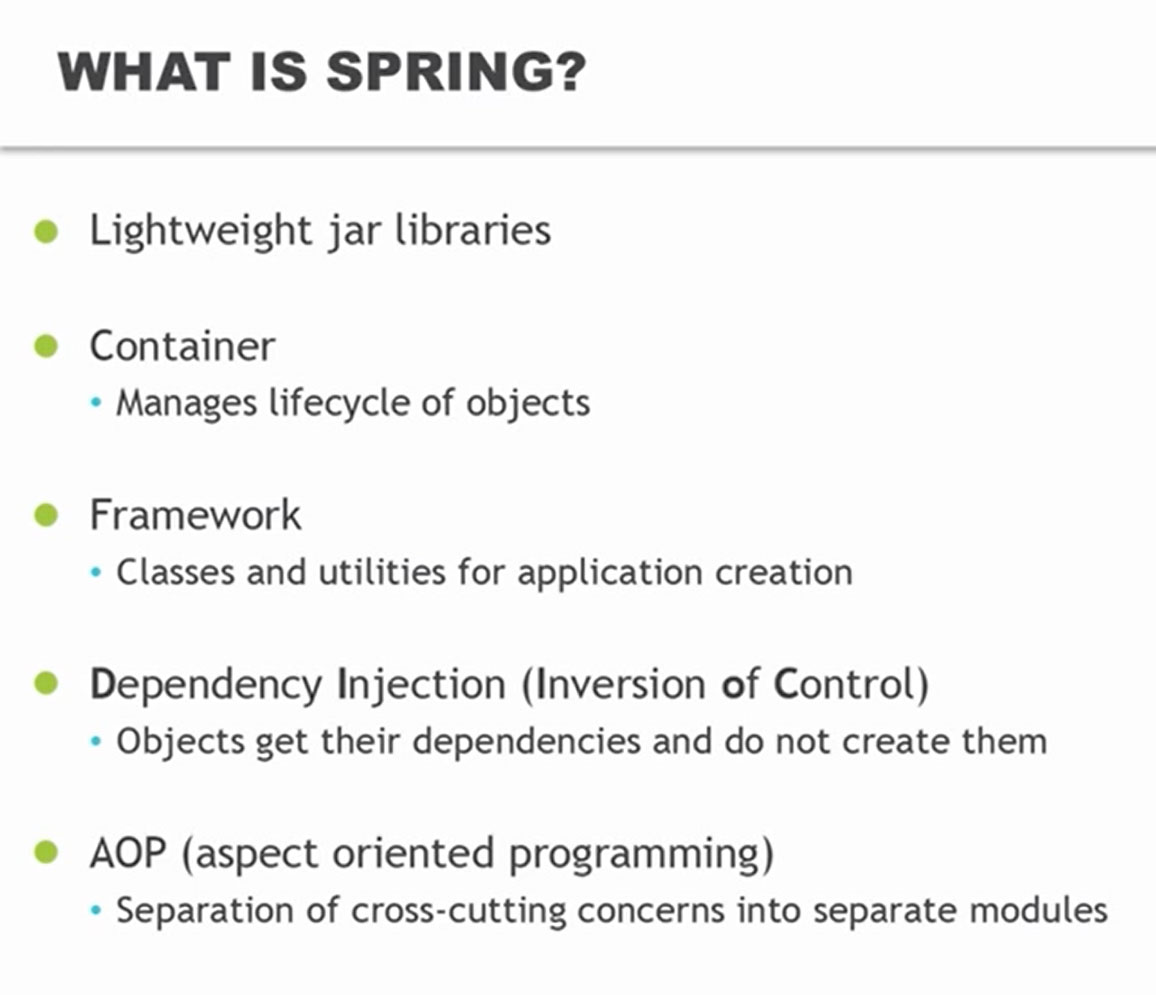 WHAT IS SPRING?
Lightweight jar libraries
Container
Manages lifecycle of objects
Framework
Classes and utilities for application creation
Dependency Injection (Inversion of Control)
Objects get their dependencies and do not create them
AOP (aspect oriented programming)
Separation of cross-cutting concerns into separate modules